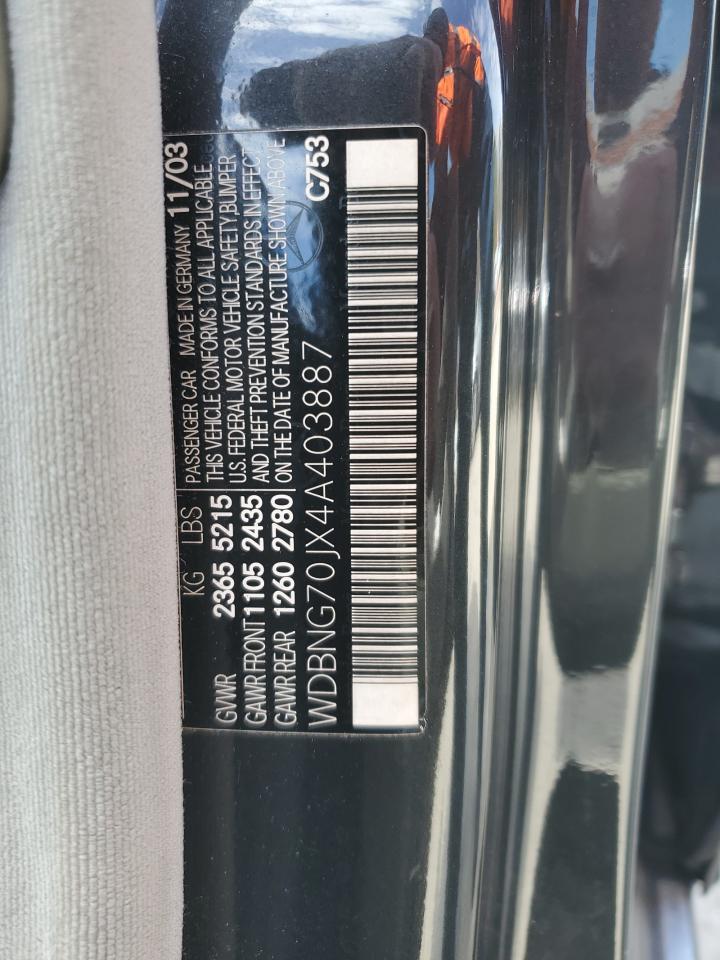 KG LBS PASSENGER CAR MADE IN GERMANY 11/03
GVWR 2365 5215 THIS VEHICLE CONFORMS TO ALL APPLICABLE
GAWR FRONT 1105 2435 U.S. FEDERAL MOTOR VEHICLE SAFETY, BUMPER
GAWR REAR 1260 2780 AND THEFT PREVENTION STANDARDS IN EFFECT
ON THE DATE OF MANUFACTURE SHOWN ABOVE
WDBNG70JX4A403887 C753